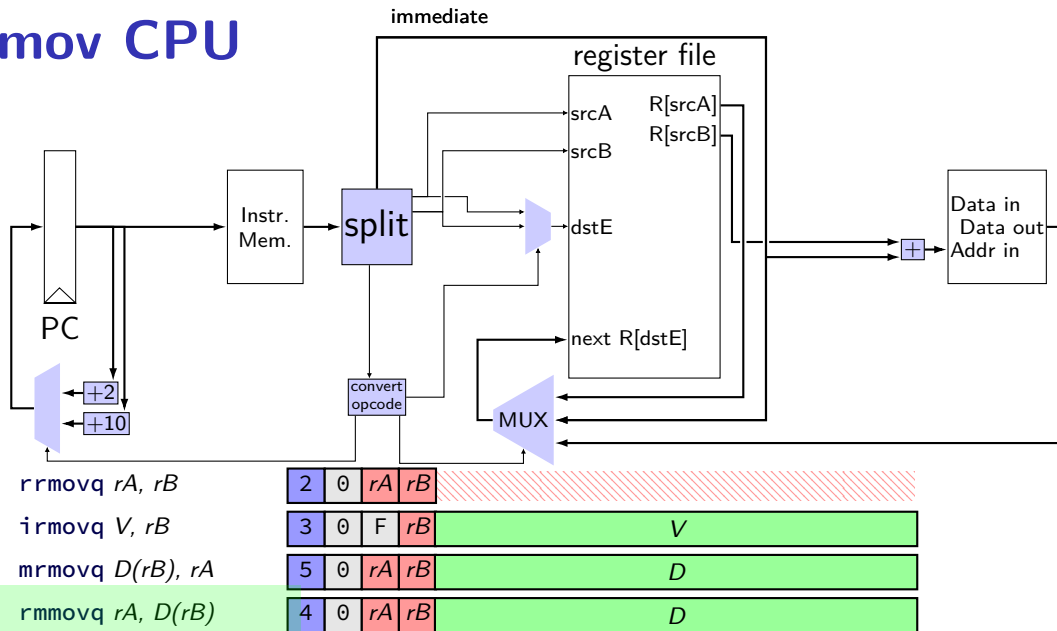 immediate
mov CPU
register file
srcA
R[srcA]
R[srcB]
srcB
Instr.
Mem.
split
dstE
+
Data in
Data out
Addr in
PC
next R[dstE]
+2
convert
opcode
+10
MUX
rrmovq rA, rB 2 0 rA rB
irmovq V, rB 3 0 F rB V
mrmovq D(rB), rA 5 0 rA rB D
rmmovq rA, D(rB) 4 0 rA rB D